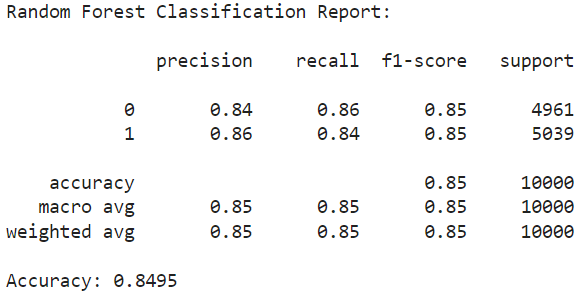 Random Forest Classification Report:
precision recall f1-score support
0 0.84 0.86 0.85 4961
1 0.86 0.84 0.85 5039
accuracy 0.85 10000
macro avg 0.85 0.85 0.85 10000
weighted avg 0.85 0.85 0.85 10000
Accuracy: 0.8495